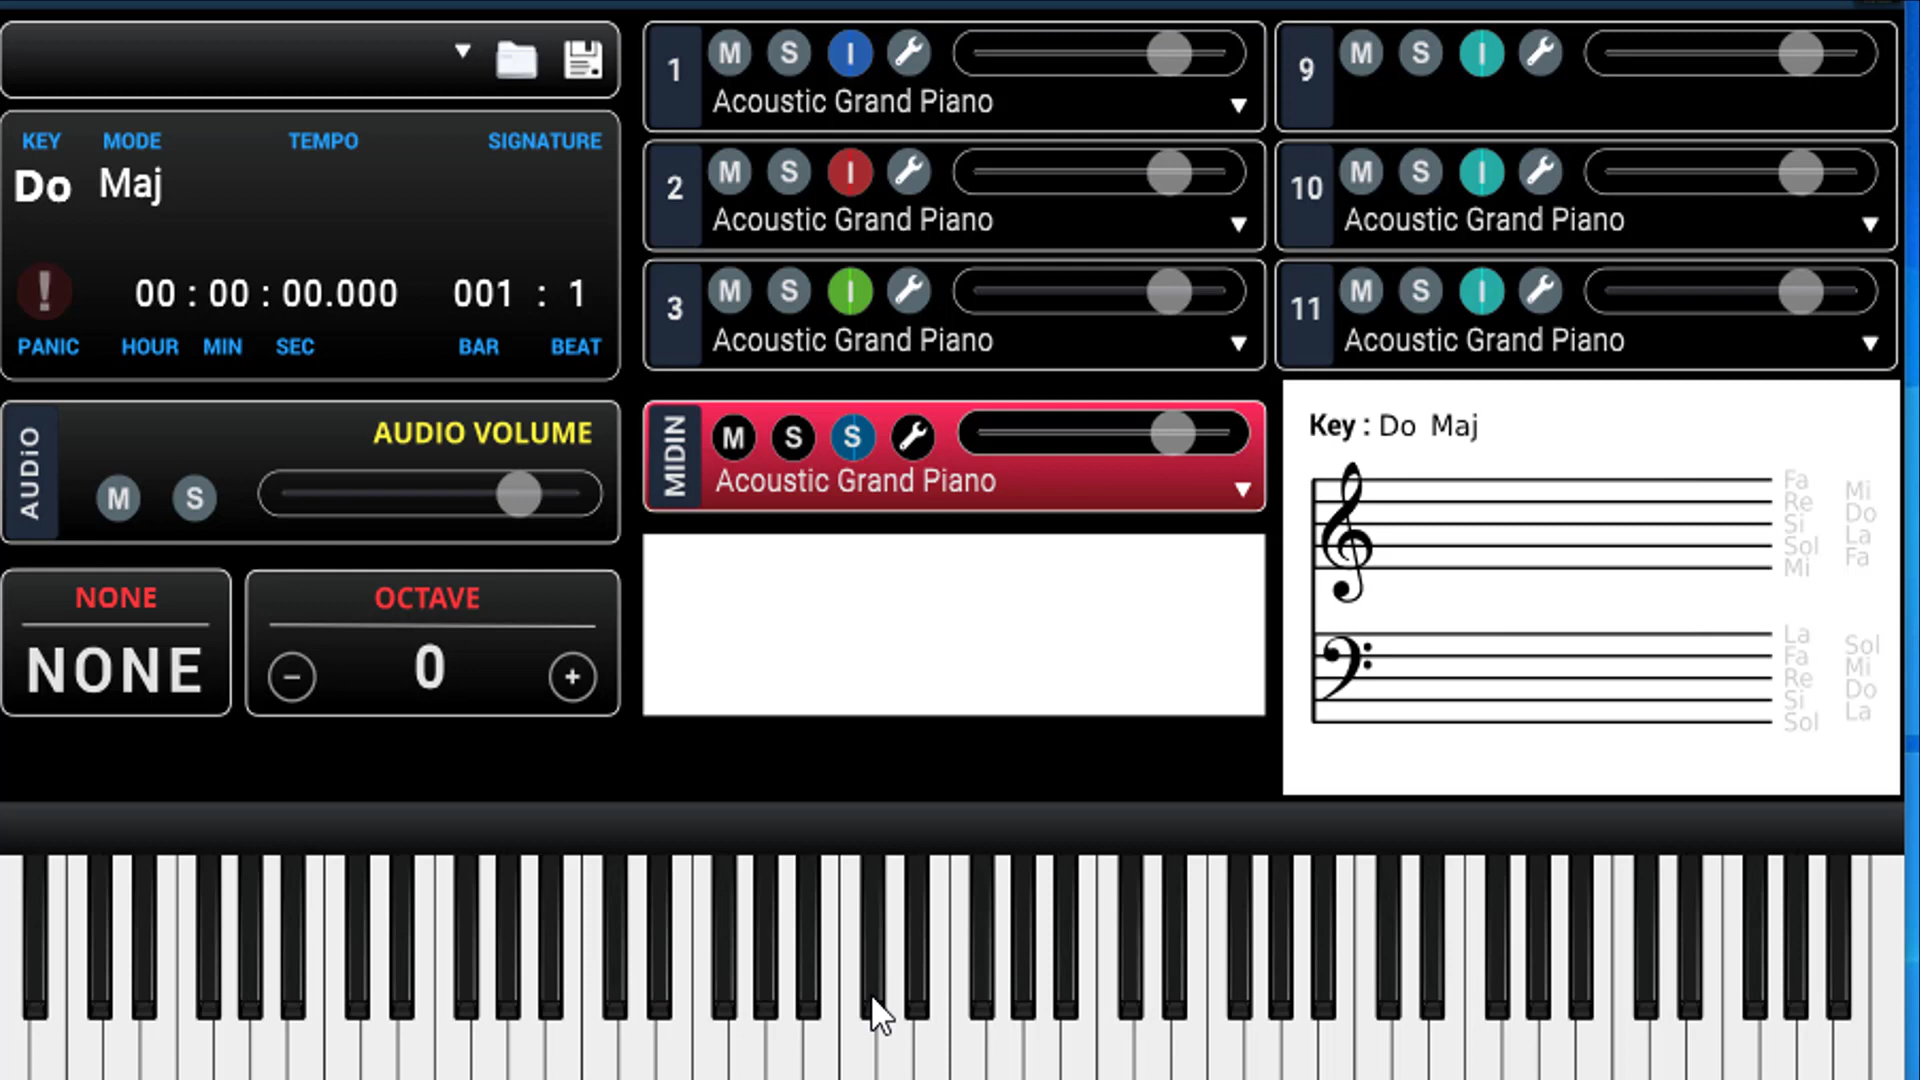 KEY MODE TEMPO SIGNATURE
Do Maj
!
00 : 00 : 00.000 001 : 1
PANIC HOUR MIN SEC BAR BEAT
AUDiO
AUDIO VOLUME
M S
NONE
NONE
OCTAVE
− 0 +
1 M S I
Acoustic Grand Piano
2 M S I
Acoustic Grand Piano
3 M S I
Acoustic Grand Piano
MIDIN M S S
Acoustic Grand Piano
9 M S I
10 M S I
Acoustic Grand Piano
11 M S I
Acoustic Grand Piano
Key : Do Maj
Fa
Mi
Re
Do
Si
La
Sol
Fa
Mi
La
Sol
Fa
Mi
Re
Do
Si
La
Sol